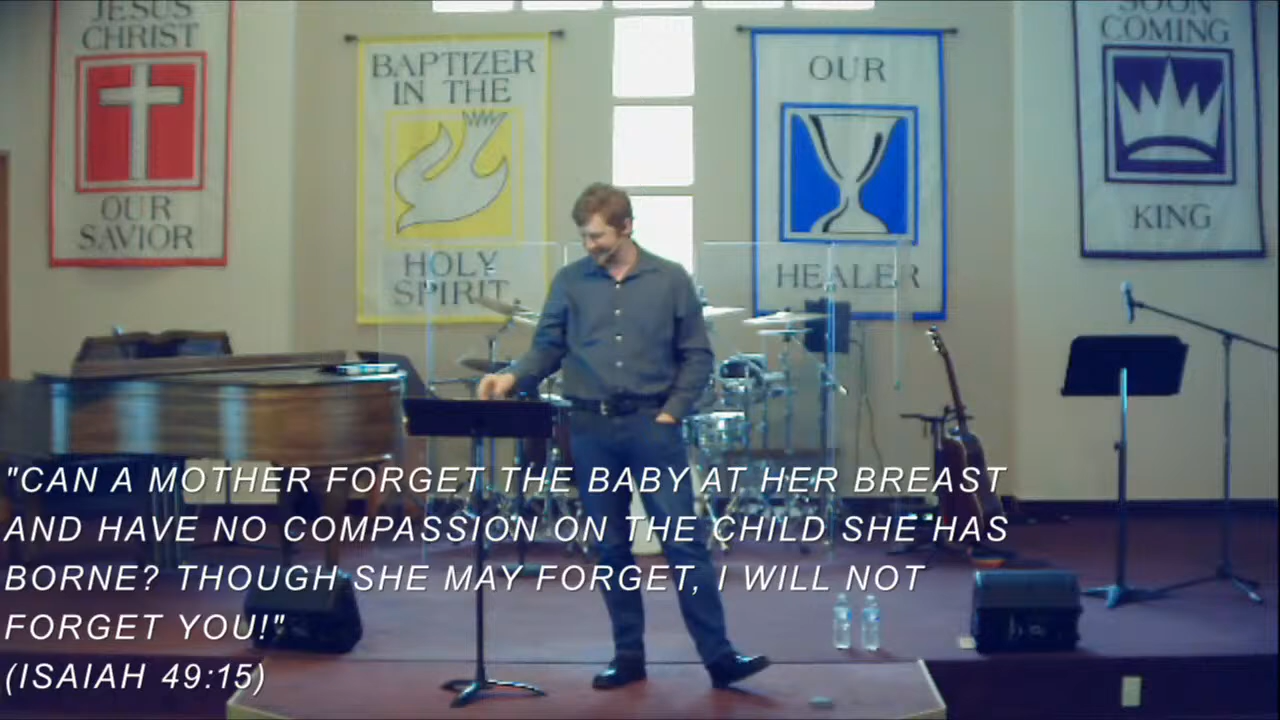 JESUS
CHRIST
OUR
SAVIOR
BAPTIZER
IN THE
HOLY
SPIRIT
OUR
HEALER
SOON
COMING
KING
"CAN A MOTHER FORGET THE BABY AT HER BREAST
AND HAVE NO COMPASSION ON THE CHILD SHE HAS
BORNE? THOUGH SHE MAY FORGET, I WILL NOT
FORGET YOU!"
(ISAIAH 49:15)